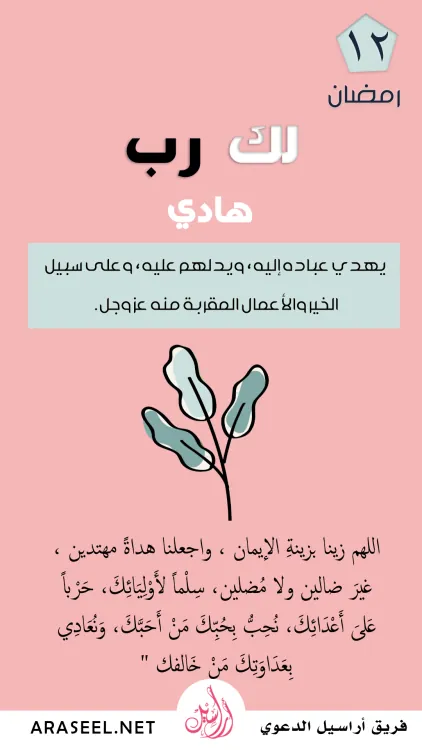 ١٢
رمضان
لك رب
هادي
يهدي عباده إليه، ويدلهم عليه، وعلى سبيل
الخير والأعمال المقربة منه عزوجل.
اللهم زينا بزينةِ الإيمان ، واجعلنا هداةً مهتدين ،
غيرَ ضالين ولا مُضلين، سِلْماً لأَوْلِيَائِكَ، حَرْباً
عَلىَ أَعْدَائِكَ، نُحِبُّ بِحُبِّكَ مَنْ أَحَبَّكَ، وَنُعَادِي
بِعَدَاوَتِكَ مَنْ خَالفك "
فريق أراسيل الدعوي
أراسيل
ARASEEL.NET